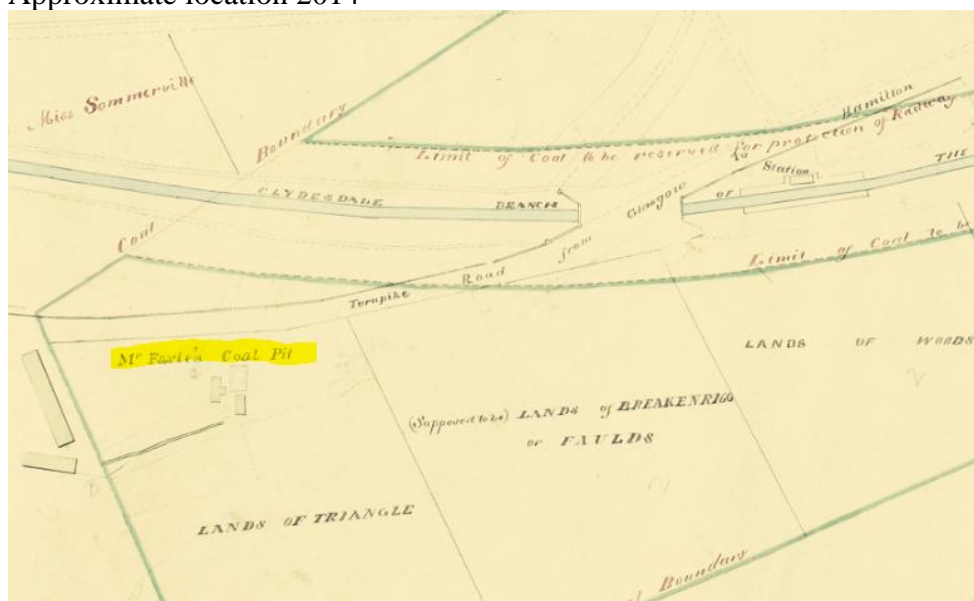 Approximate location 2014
Miss Sommerville
Boundary
Hamilton
Limit of Coal to be reserved for protection of Railway
to
Station
THE
CLYDESDALE BRANCH
Glasgow
OF
Coal
from
Limit of Coal to be
Road
Turnpike
Mr Farie's Coal Pit
LANDS OF WOODS
(Supposed to be) LANDS of BREAKENRIGG
or FAULDS
LANDS OF TRIANGLE
Boundary